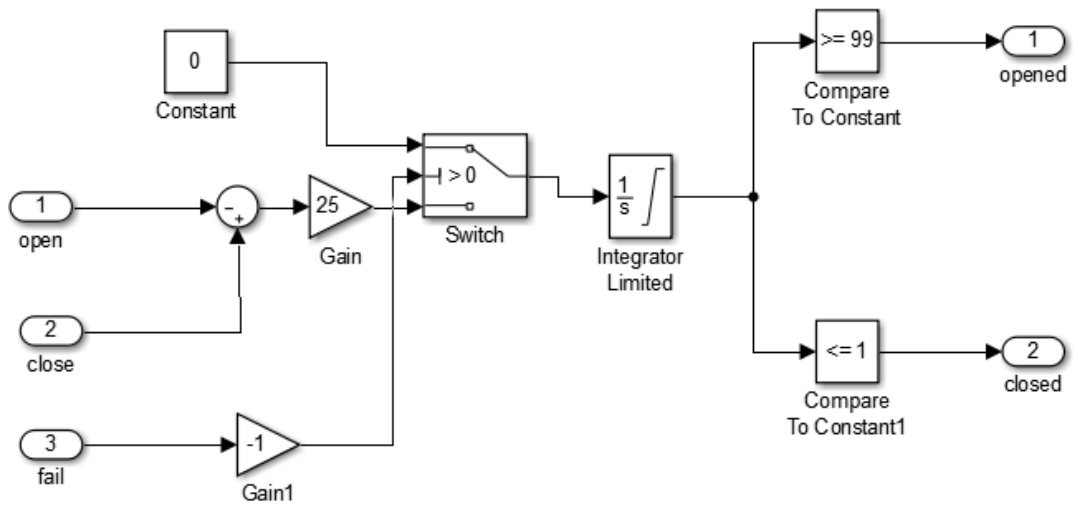 0
Constant
>= 99
Compare
To Constant
1
opened
1
open
-
+
25
Gain
> 0
Switch
1
s
Integrator
Limited
2
close
<= 1
Compare
To Constant1
2
closed
3
fail
-1
Gain1